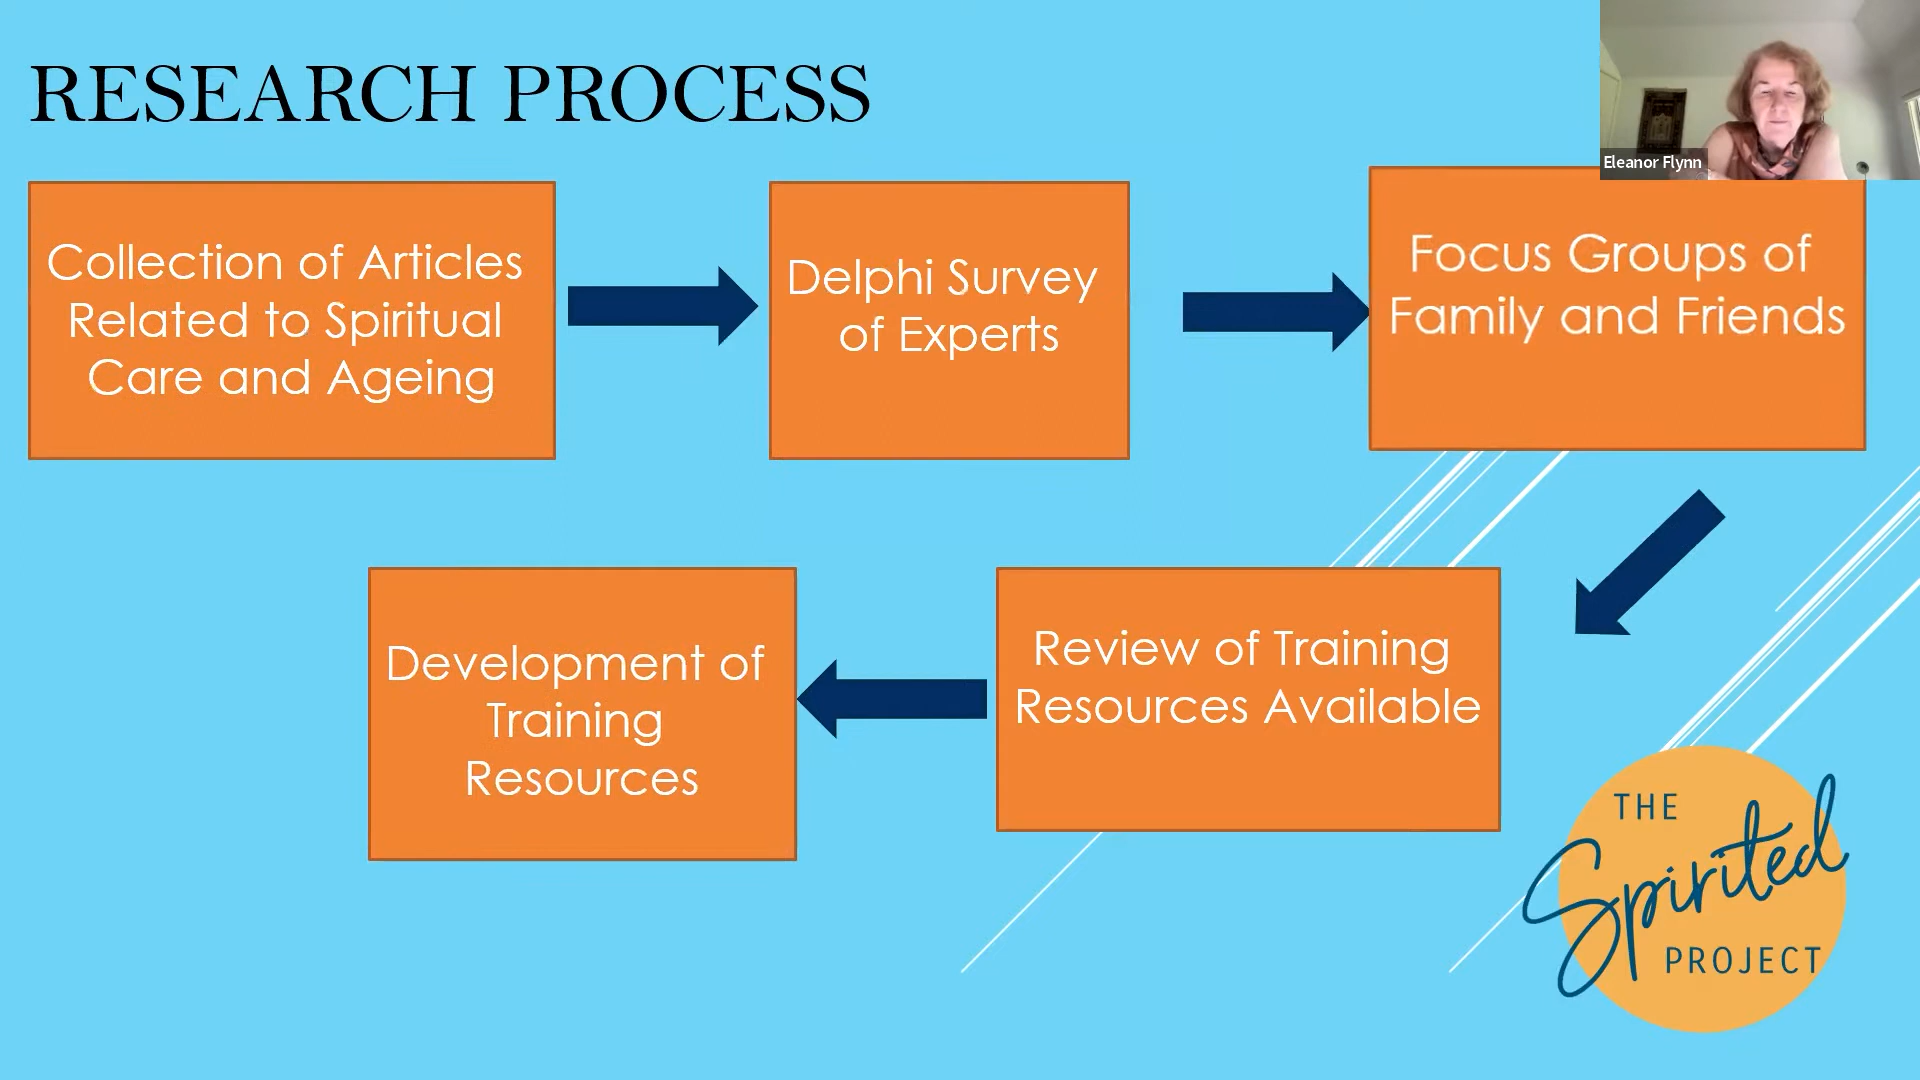 RESEARCH PROCESS
Eleanor Flynn
Collection of Articles
Related to Spiritual
Care and Ageing
Delphi Survey
of Experts
Focus Groups of
Family and Friends
Development of
Training
Resources
Review of Training
Resources Available
THE
Spirited
PROJECT